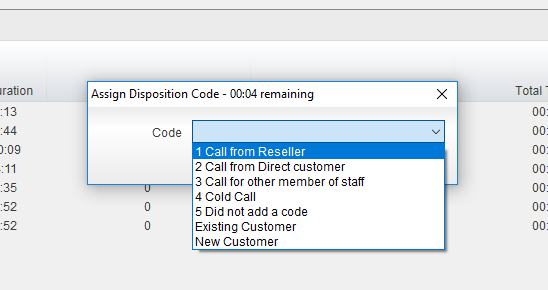 Assign Disposition Code - 00:04 remaining
uration
Total T
Code
:13
00:
:44
00:
0:09
00:
:11
00:
:35
0
00:
:52
0
00:
:52
0
00:
1 Call from Reseller
2 Call from Direct customer
3 Call for other member of staff
4 Cold Call
5 Did not add a code
Existing Customer
New Customer